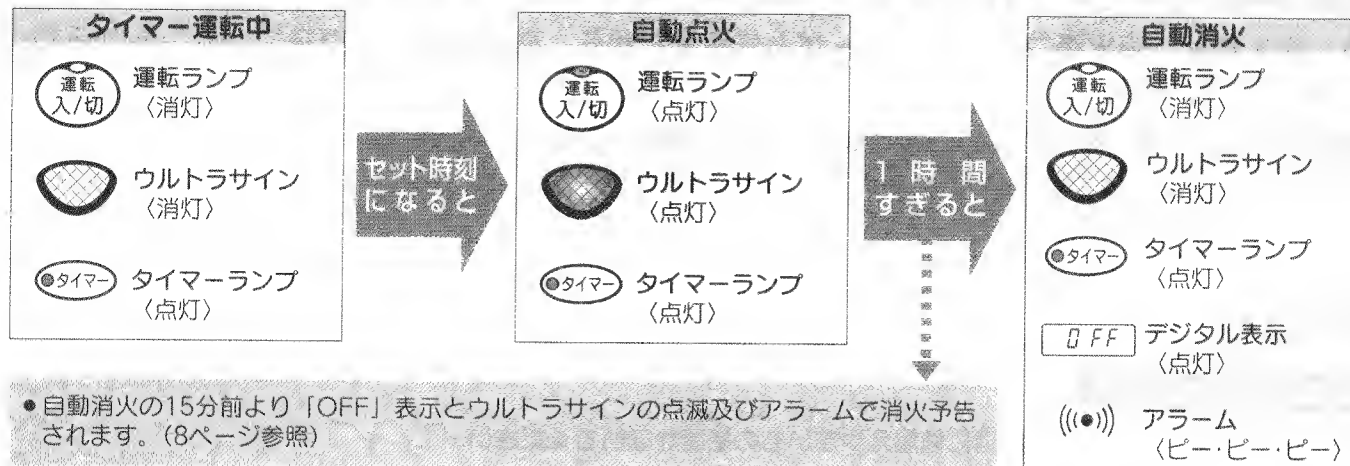 タイマー運転中
運転
入/切
運転ランプ
〈消灯〉
ウルトラサイン
〈消灯〉
●タイマー
タイマーランプ
〈点灯〉
セット時刻
になると
自動点火
運転
入/切
運転ランプ
〈点灯〉
ウルトラサイン
〈点灯〉
●タイマー
タイマーランプ
〈点灯〉
1時間
すぎると
自動消火
運転
入/切
運転ランプ
〈消灯〉
ウルトラサイン
〈消灯〉
●タイマー
タイマーランプ
〈点灯〉
OFF
デジタル表示
〈点灯〉
アラーム
〈ピー・ピー・ピー〉
●自動消火の15分前より「OFF」表示とウルトラサインの点滅及びアラームで消火予告
されます。(8ページ参照)